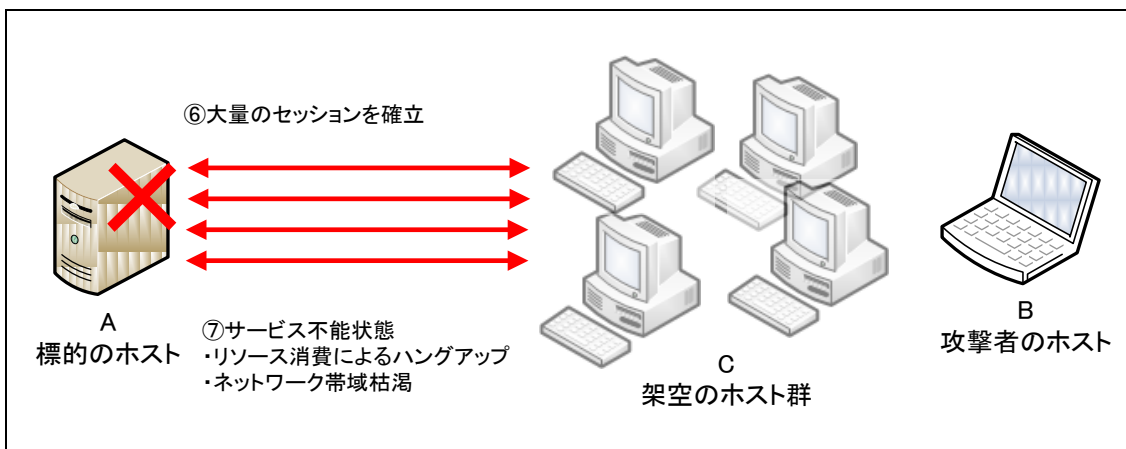 ⑥大量のセッションを確立
A
標的のホスト
⑦サービス不能状態
・リソース消費によるハングアップ
・ネットワーク帯域枯渇
C
架空のホスト群
B
攻撃者のホスト